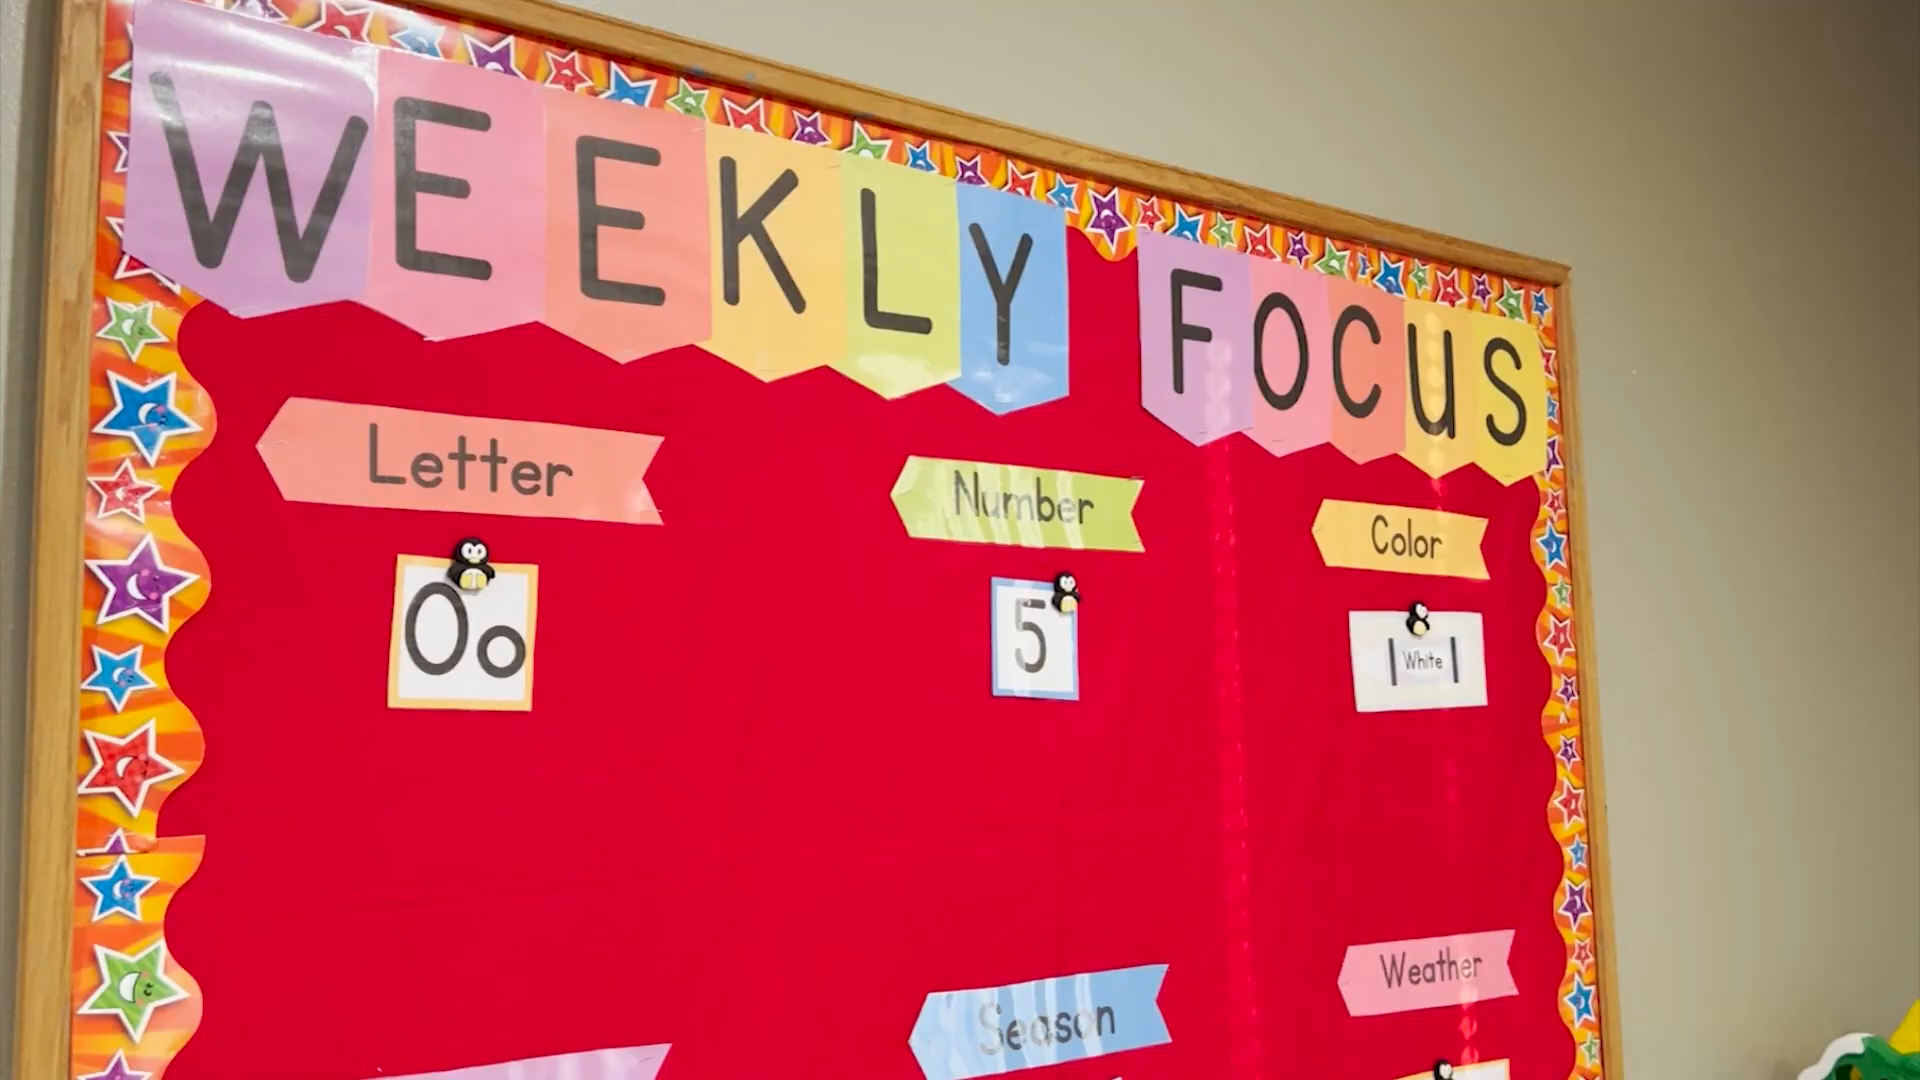 WEEKLY FOCUS
Letter
Number
Color
Oo
5
White
Season
Weather